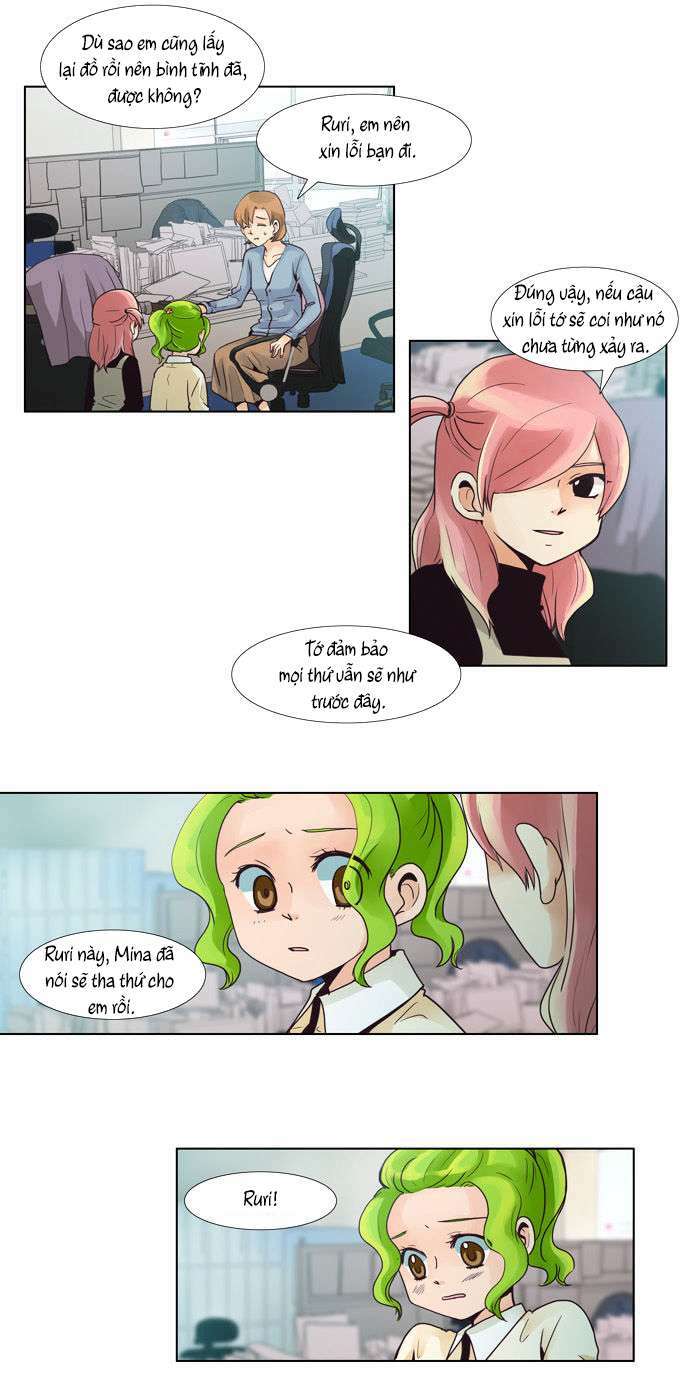 Dù sao em cũng lấy
lại đồ rồi nên bình tĩnh đã,
được không?
Ruri, em nên
xin lỗi bạn đi.
Đúng vậy, nếu cậu
xin lỗi tớ sẽ coi như nó
chưa từng xảy ra.
Tớ đảm bảo
mọi thứ vẫn sẽ như
trước đây.
Ruri này, Mina đã
nói sẽ tha thứ cho
em rồi.
Ruri!